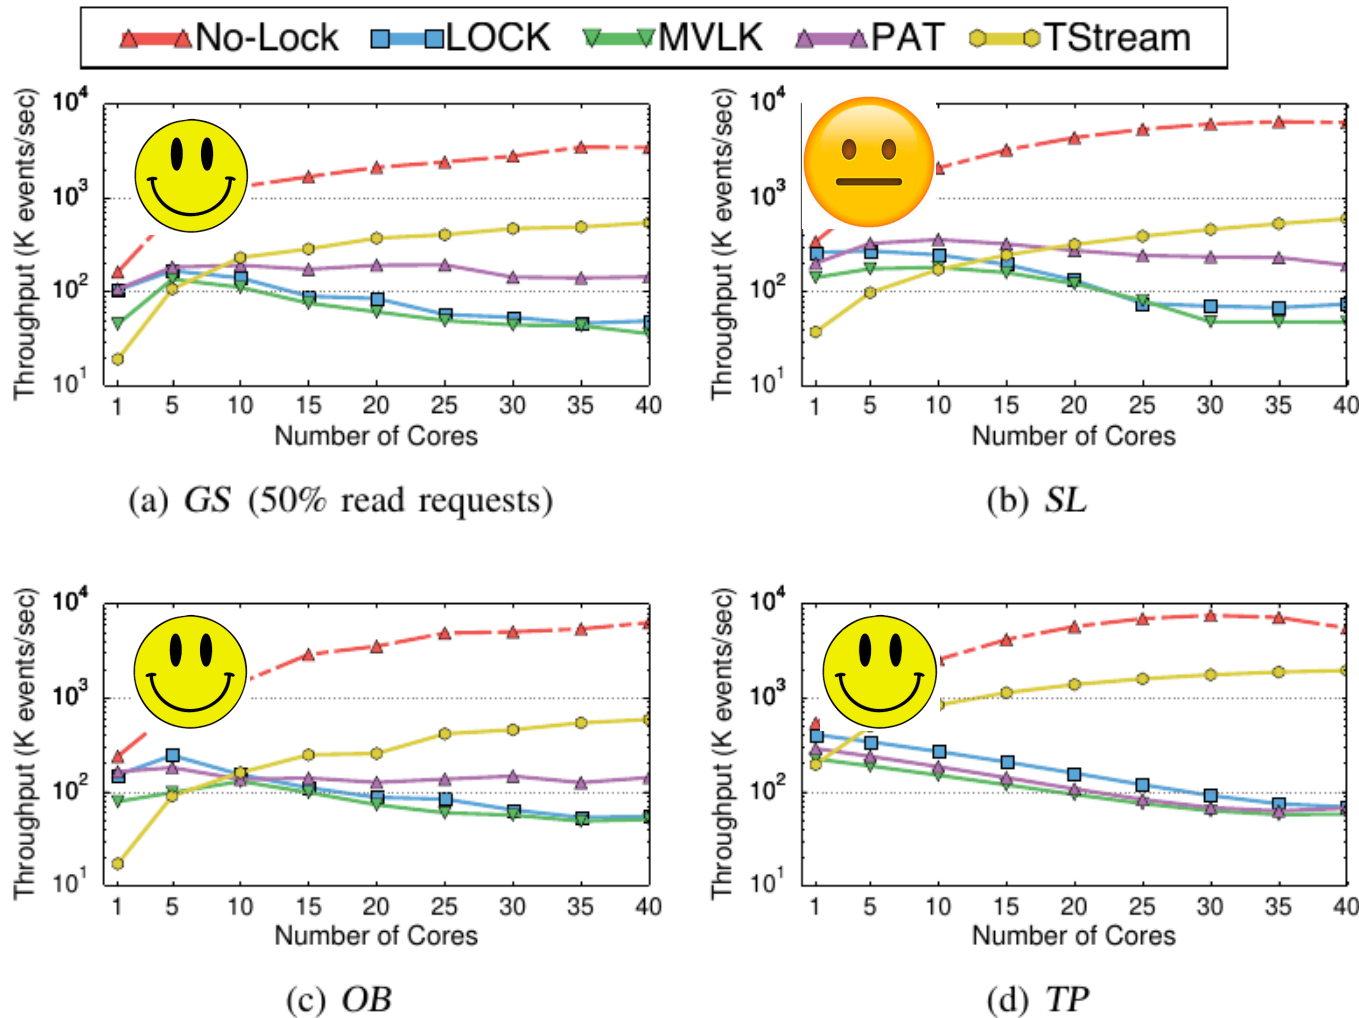 No-Lock LOCK MVLK PAT TStream
Throughput (K events/sec)
10^4
10^3
10^2
10^1
1 5 10 15 20 25 30 35 40
Number of Cores
(a) GS (50% read requests)
Throughput (K events/sec)
10^4
10^3
10^2
10^1
1 5 10 15 20 25 30 35 40
Number of Cores
(b) SL
Throughput (K events/sec)
10^4
10^3
10^2
10^1
1 5 10 15 20 25 30 35 40
Number of Cores
(c) OB
Throughput (K events/sec)
10^4
10^3
10^2
10^1
1 5 10 15 20 25 30 35 40
Number of Cores
(d) TP